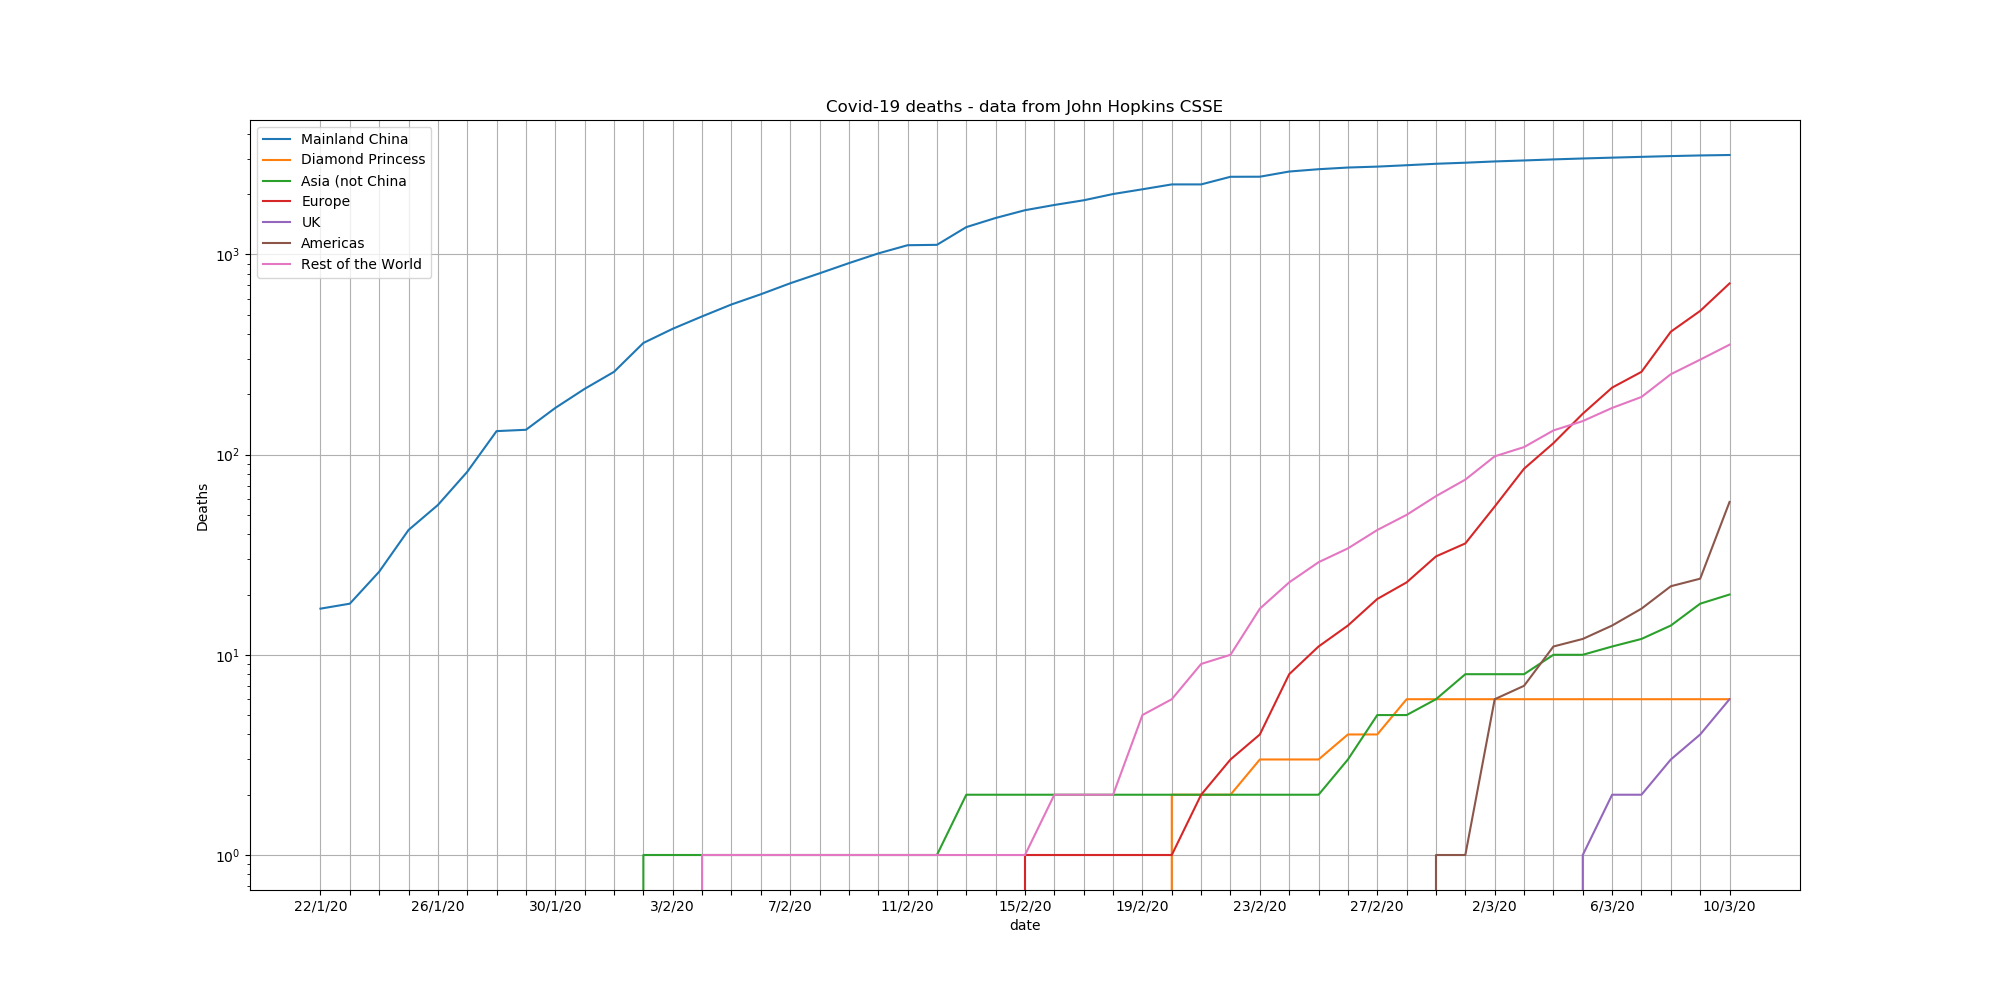 Covid-19 deaths - data from John Hopkins CSSE
Mainland China
Diamond Princess
Asia (not China
Europe
UK
Americas
Rest of the World
10³
10²
10¹
10⁰
Deaths
22/1/20 26/1/20 30/1/20 3/2/20 7/2/20 11/2/20 15/2/20 19/2/20 23/2/20 27/2/20 2/3/20 6/3/20 10/3/20
date